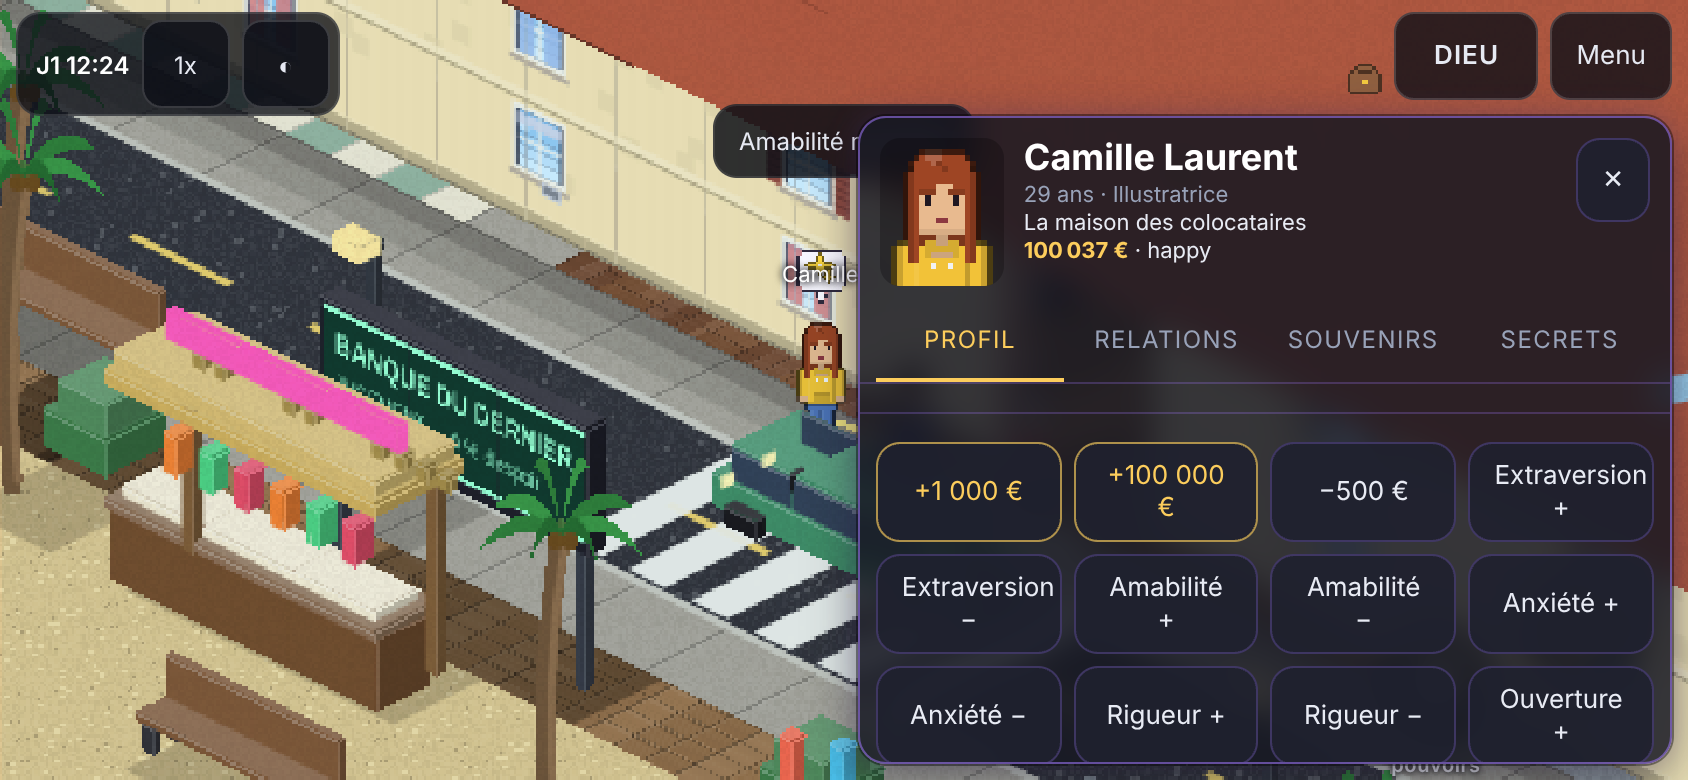 J1 12:24
1x
DIEU
Menu
Amabilité
Camille
BANQUE DU DERNIER
Camille Laurent
29 ans · Illustratrice
La maison des colocataires
100 037 € · happy
×
PROFIL
RELATIONS
SOUVENIRS
SECRETS
+1 000 €
+100 000
€
−500 €
Extraversion
+
Extraversion
−
Amabilité
+
Amabilité
−
Anxiété +
Anxiété −
Rigueur +
Rigueur −
Ouverture
+
pouvoirs